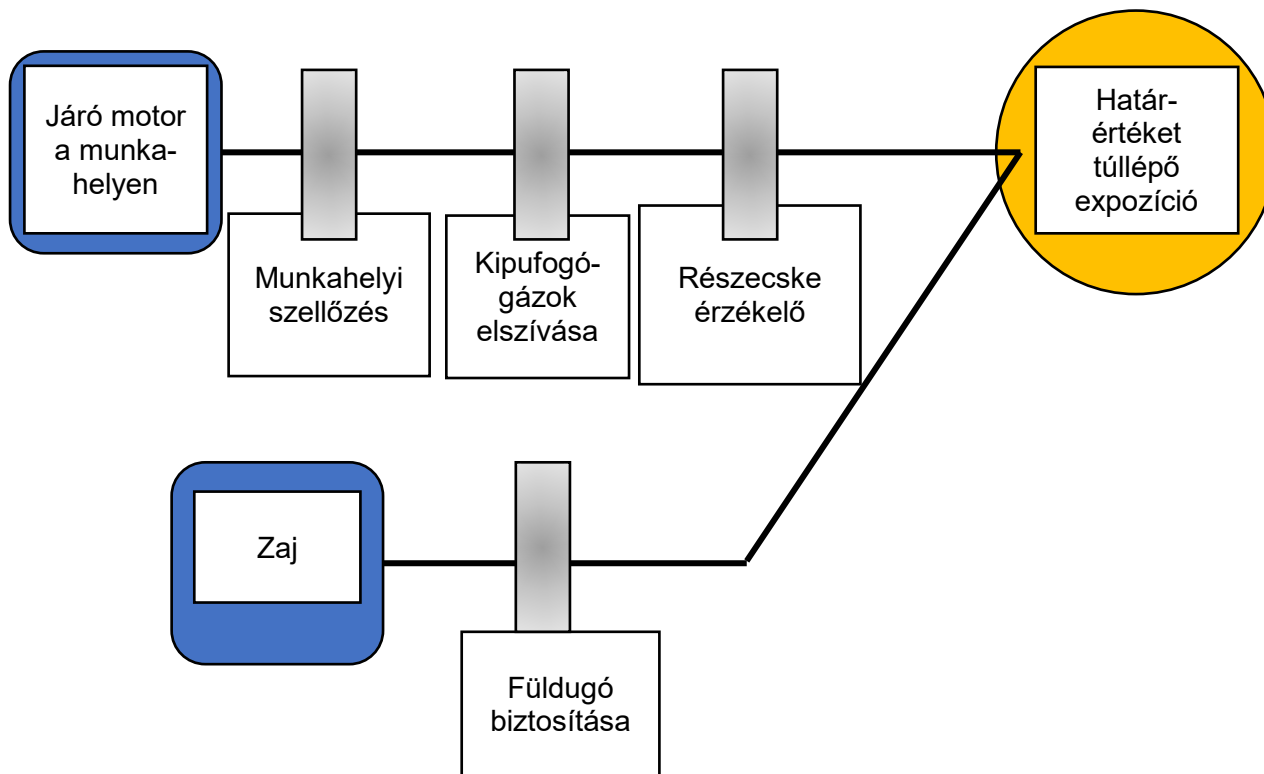 Járó motor
a munka-
helyen
Munkahelyi
szellőzés
Kipufogó-
gázok
elszívása
Részecske
érzékelő
Határ-
értéket
túllépő
expozíció
Zaj
Füldugó
biztosítása